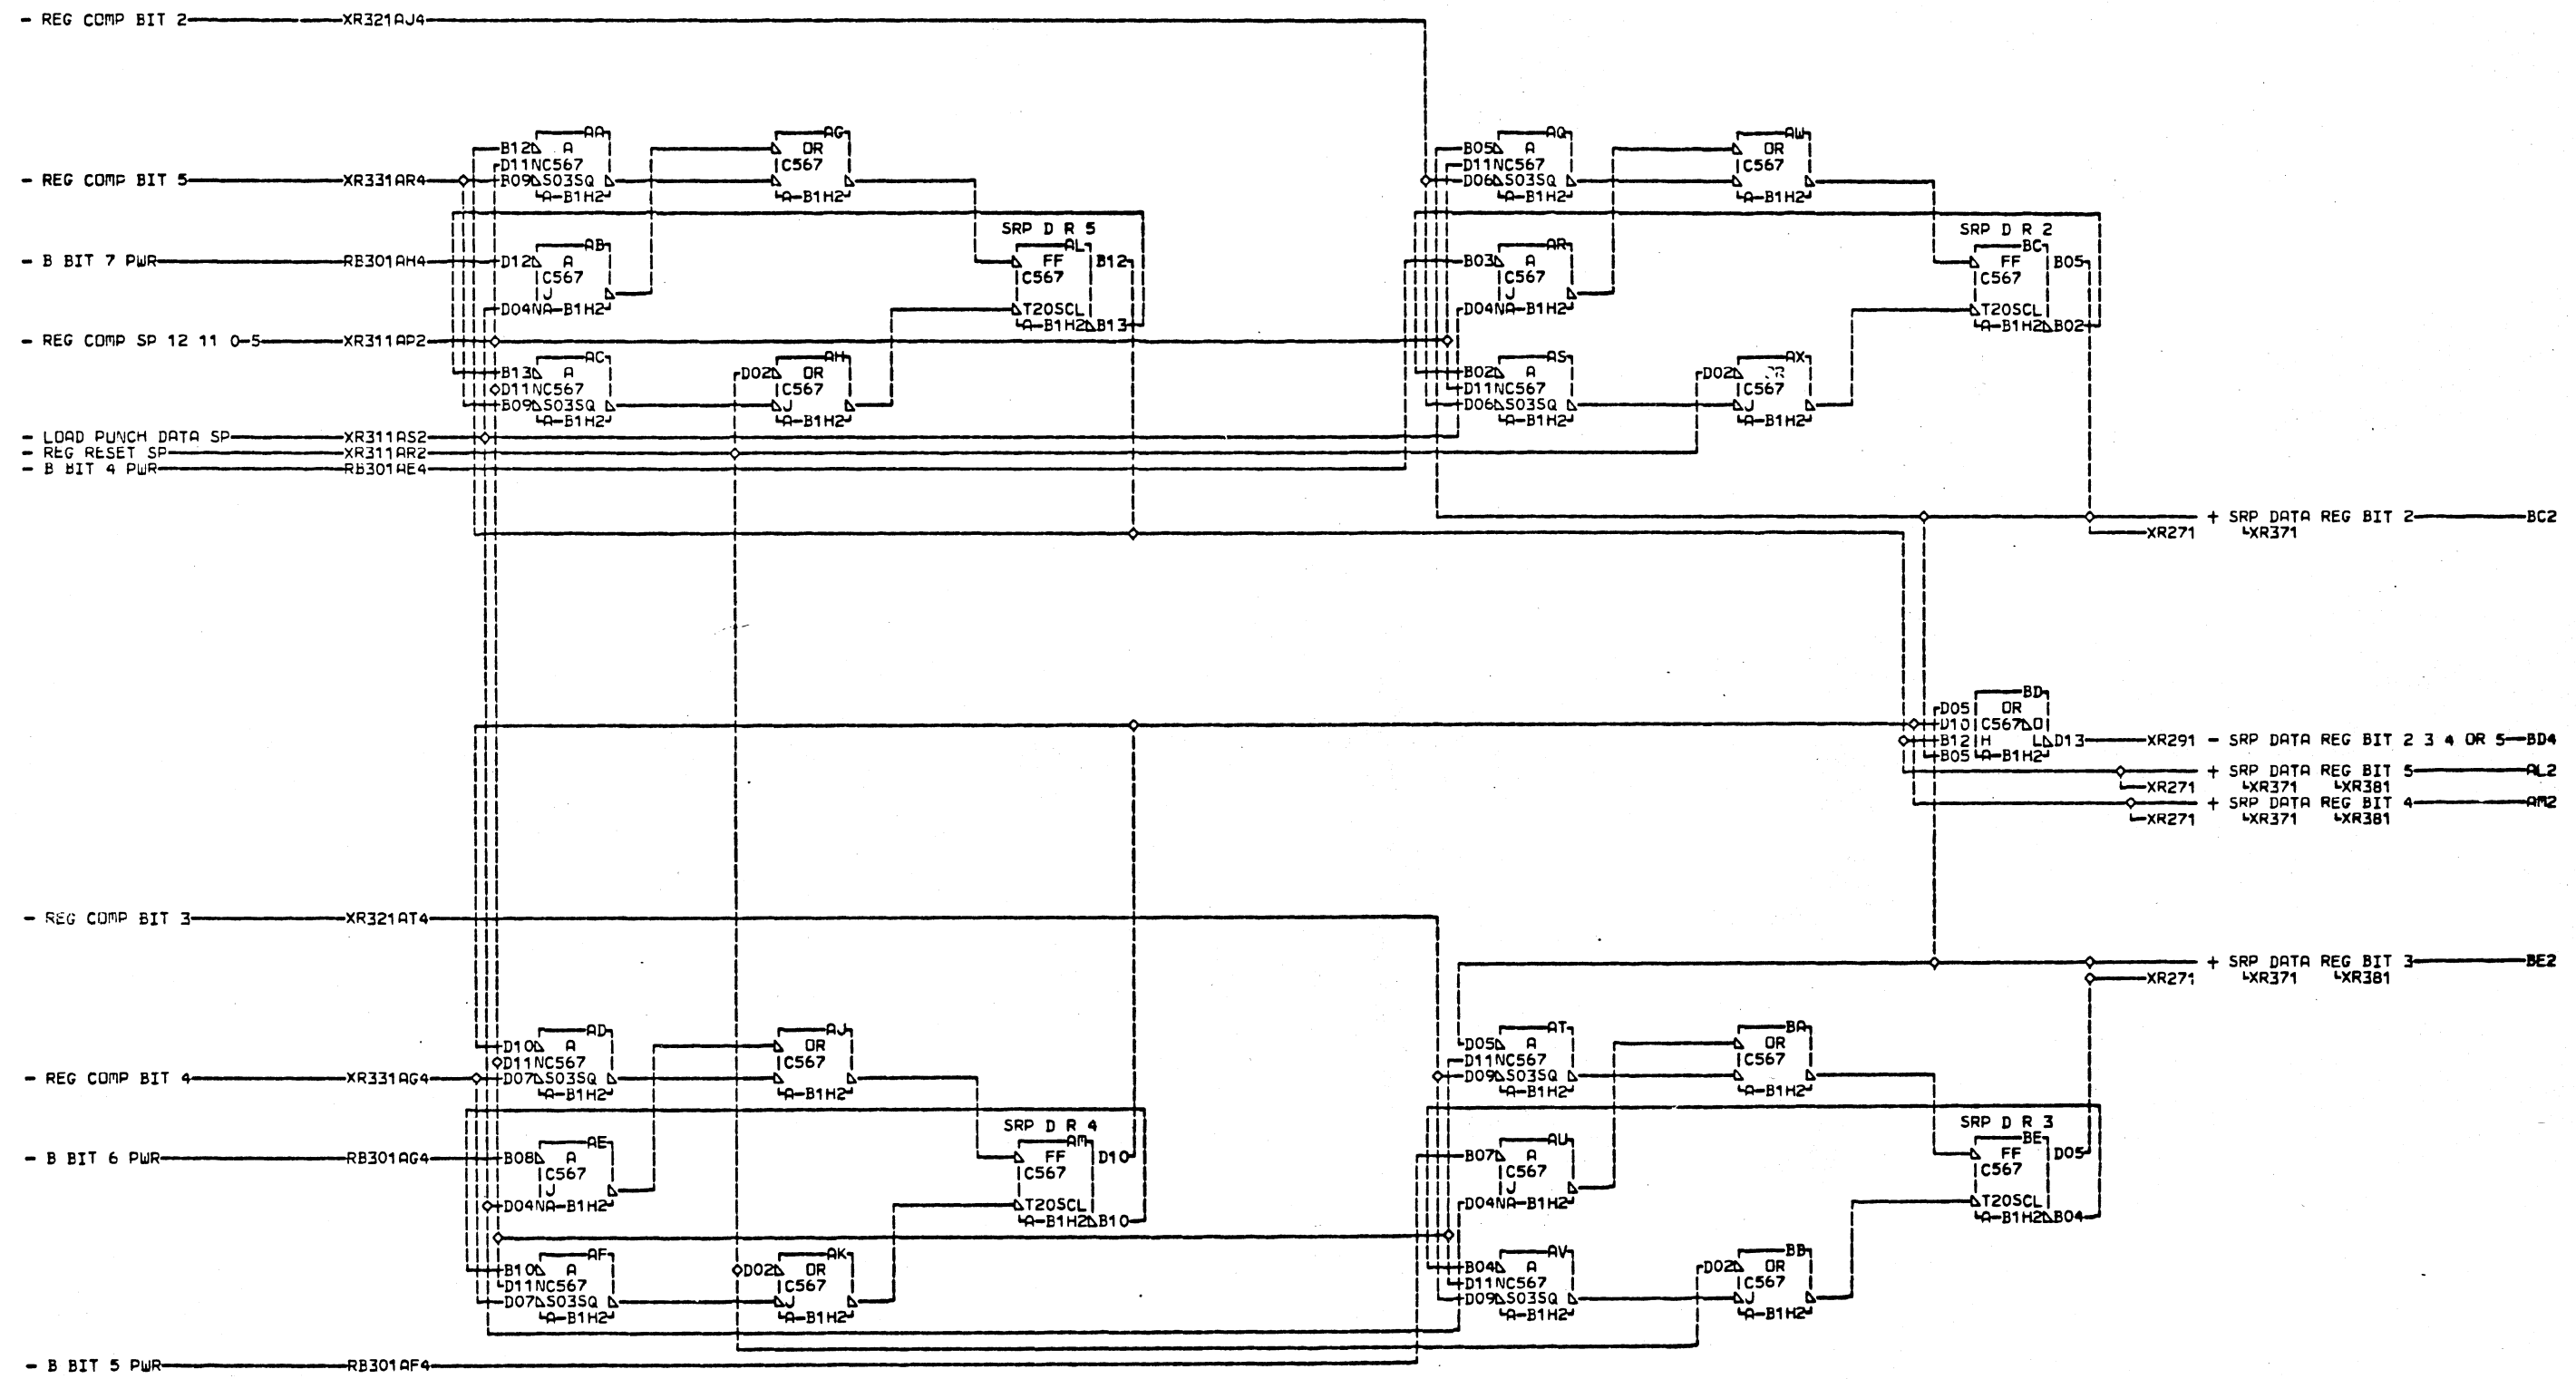 - REG COMP BIT 2 XR321AJ4
AA AG AQ AW
B12 A OR B05 A OR
D11NC567 C567 D11NC567 C567
- REG COMP BIT 5 XR331AR4 B09 S03SQ D06 S03SQ
A-B1H2 A-B1H2 A-B1H2 A-B1H2
SRP D R 5 SRP D R 2
AB AL AR BC
- B BIT 7 PWR RB301AH4 D12 A FF B12 B03 A FF B05
C567 C567 C567 C567
J J
D04NA-B1H2 T20SCL D04NA-B1H2 T20SCL
A-B1H2 B13 A-B1H2 B02
- REG COMP SP 12 11 0-5 XR311AP2
AC AH AS AX
B13 A D02 OR B02 A D02
D11NC567 C567 D11NC567 C567
B09 S03SQ J D06 S03SQ J
A-B1H2 A-B1H2 A-B1H2 A-B1H2
- LOAD PUNCH DATA SP XR311AS2
- REG RESET SP XR311AR2
- B BIT 4 PWR RB301AE4
+ SRP DATA REG BIT 2 BC2
XR271 XR371
BD
D05 OR
D10 C567 O
B12 H L D13 XR291 - SRP DATA REG BIT 2 3 4 OR 5 BD4
B05 A-B1H2
+ SRP DATA REG BIT 5 AL2
XR271 XR371 XR381
+ SRP DATA REG BIT 4 AM2
XR271 XR371 XR381
- REG COMP BIT 3 XR321AT4
+ SRP DATA REG BIT 3 BE2
XR271 XR371 XR381
AD AJ AT BA
D10 A OR D05 A OR
D11NC567 C567 D11NC567 C567
- REG COMP BIT 4 XR331AG4 D07 S03SQ D09 S03SQ
A-B1H2 A-B1H2 A-B1H2 A-B1H2
SRP D R 4 SRP D R 3
AE AM AU BE
- B BIT 6 PWR RB301AG4 B08 A FF D10 B07 A FF D05
C567 C567 C567 C567
J J
D04NA-B1H2 T20SCL D04NA-B1H2 T20SCL
A-B1H2 B10 A-B1H2 B04
AF AK AV BB
B10 A D02 OR B04 A D02 OR
D11NC567 C567 D11NC567 C567
D07 S03SQ J D09 S03SQ J
A-B1H2 A-B1H2 A-B1H2 A-B1H2
- B BIT 5 PWR RB301AF4